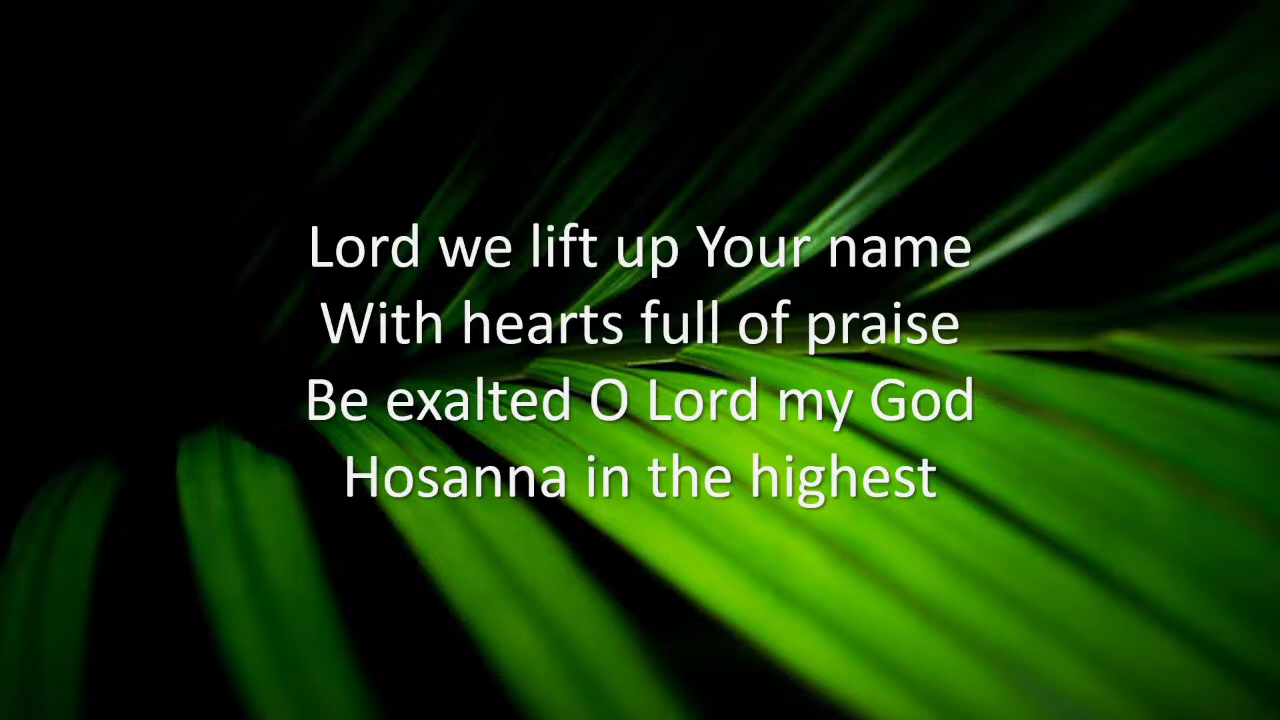 Lord we lift up Your name
With hearts full of praise
Be exalted O Lord my God
Hosanna in the highest